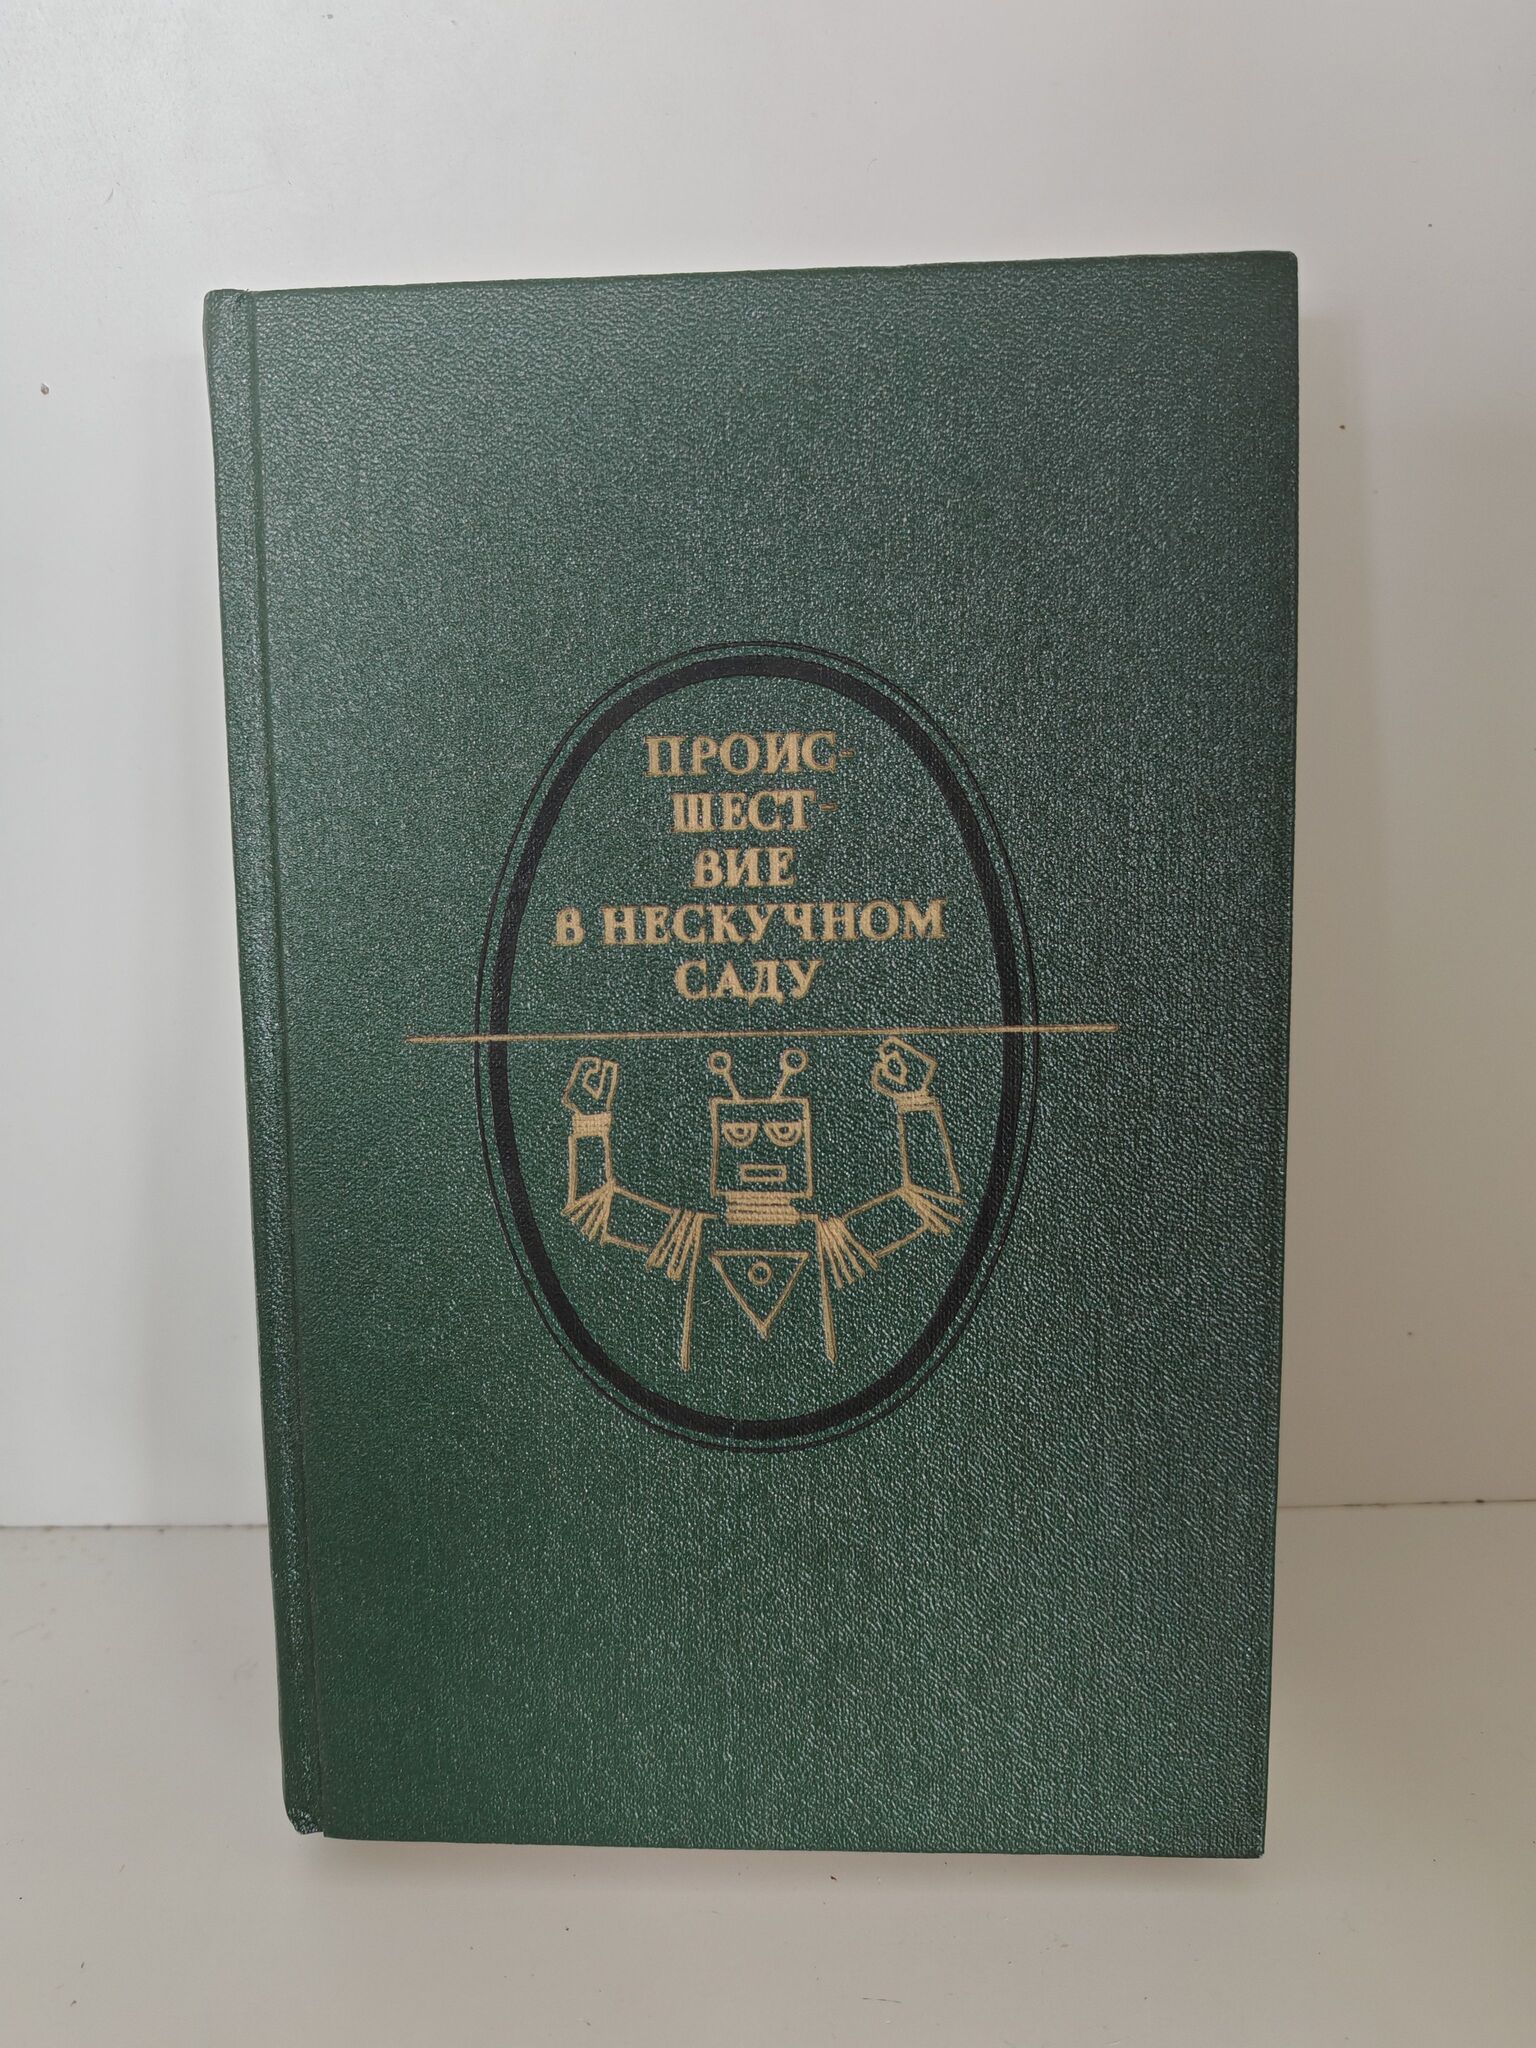 ПРОИС-
ШЕСТ-
ВИЕ
В НЕСКУЧНОМ
САДУ